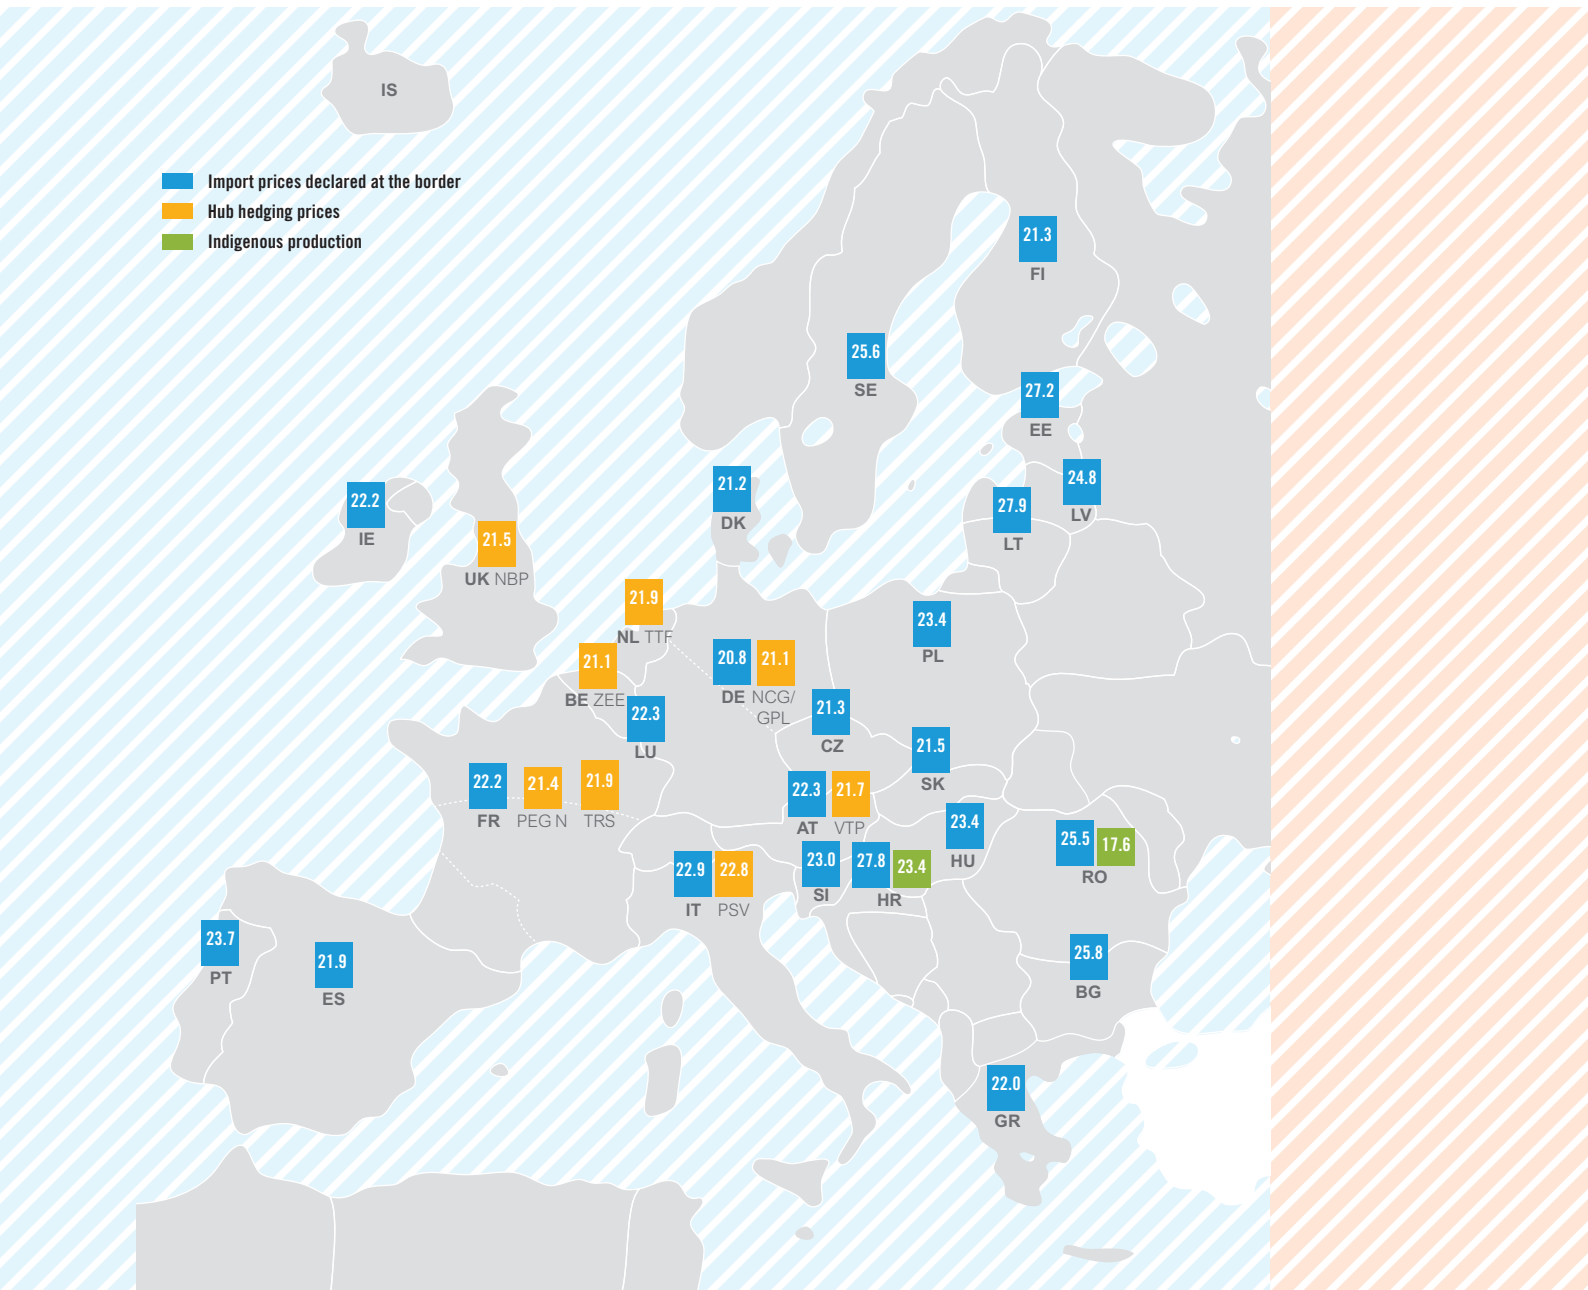 IS
Import prices declared at the border
Hub hedging prices
Indigenous production
21.3
FI
25.6
SE
27.2
EE
24.8
LV
27.9
LT
21.2
DK
22.2
IE
21.5
UK NBP
21.9
NL TTF
23.4
PL
21.1
BE ZEE
20.8
21.1
DE NCG/
GPL
22.3
LU
21.3
CZ
21.5
SK
22.2
21.4
21.9
FR PEG N TRS
22.3
21.7
AT VTP
23.4
HU
25.5
17.6
RO
22.9
22.8
IT PSV
23.0
SI
27.8
23.4
HR
23.7
PT
21.9
ES
25.8
BG
22.0
GR